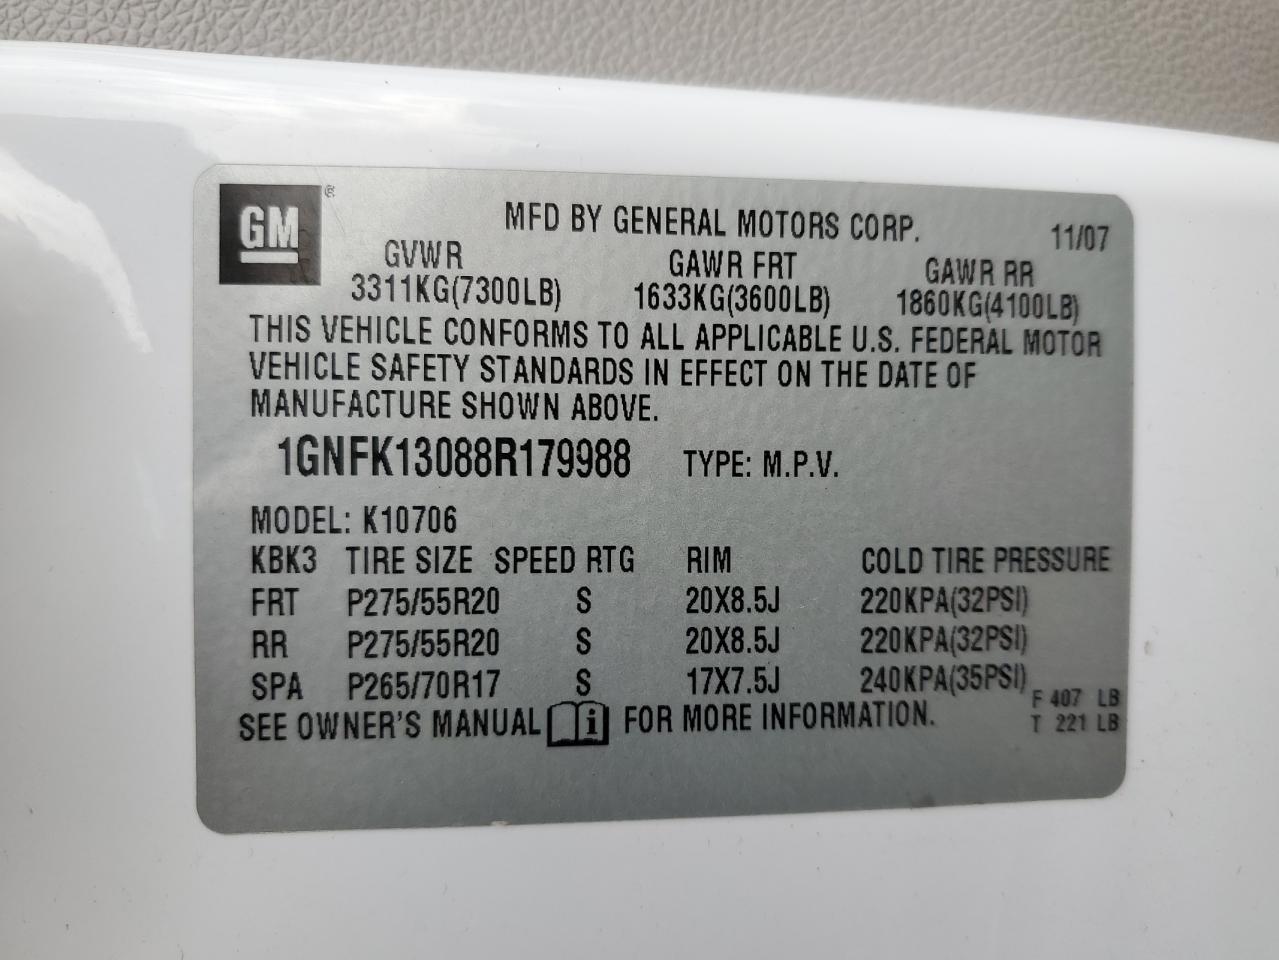 GM ®
MFD BY GENERAL MOTORS CORP. 11/07
GVWR GAWR FRT GAWR RR
3311KG(7300LB) 1633KG(3600LB) 1860KG(4100LB)
THIS VEHICLE CONFORMS TO ALL APPLICABLE U.S. FEDERAL MOTOR
VEHICLE SAFETY STANDARDS IN EFFECT ON THE DATE OF
MANUFACTURE SHOWN ABOVE.
1GNFK13088R179988 TYPE: M.P.V.
MODEL: K10706
KBK3 TIRE SIZE SPEED RTG RIM COLD TIRE PRESSURE
FRT P275/55R20 S 20X8.5J 220KPA(32PSI)
RR P275/55R20 S 20X8.5J 220KPA(32PSI)
SPA P265/70R17 S 17X7.5J 240KPA(35PSI)
F 407 LB
SEE OWNER'S MANUAL i FOR MORE INFORMATION.
T 221 LB